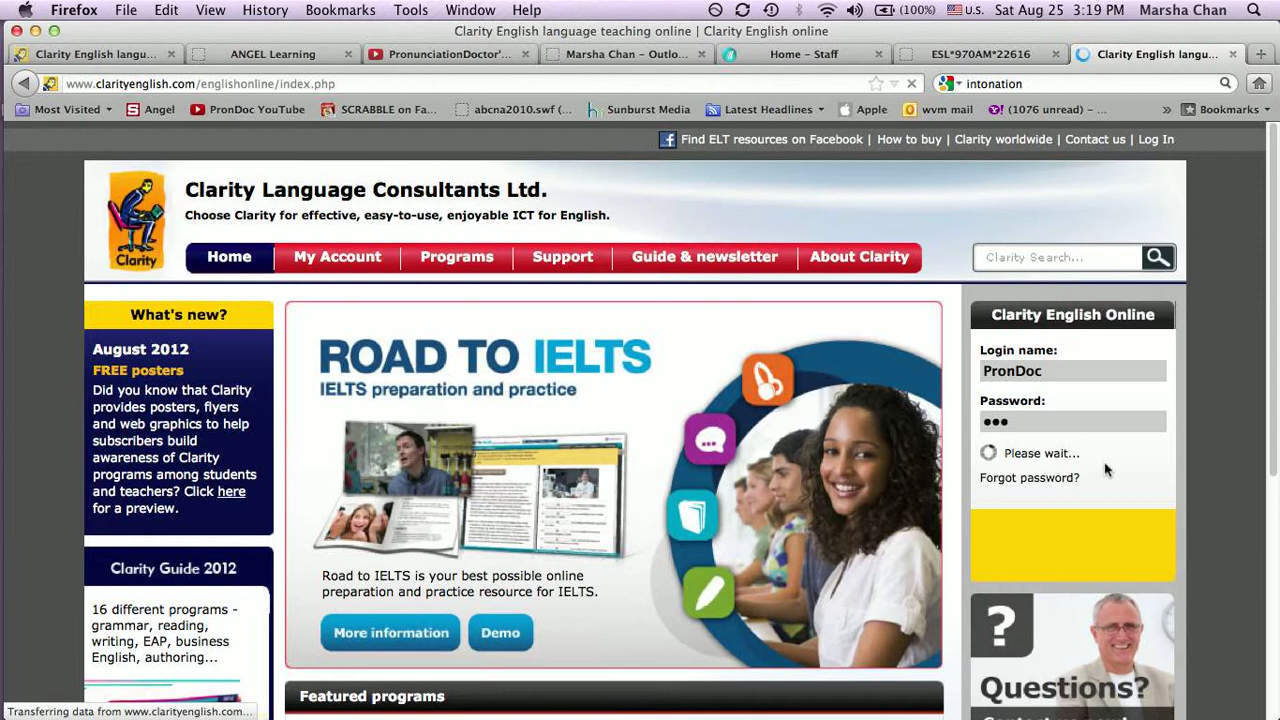 Firefox File Edit View History Bookmarks Tools Window Help (100%) U.S. Sat Aug 25 3:19 PM Marsha Chan
Clarity English language teaching online | Clarity English online
Clarity English langu... ANGEL Learning PronunciationDoctor'... Marsha Chan – Outlo... Home – Staff ESL*970AM*22616 Clarity English langu...
www.clarityenglish.com/englishonline/index.php intonation
Most Visited Angel PronDoc YouTube SCRABBLE on Fa... abcna2010.swf (... Sunburst Media Latest Headlines Apple wvm mail (1076 unread) – ... » Bookmarks
Find ELT resources on Facebook | How to buy | Clarity worldwide | Contact us | Log In
Clarity Language Consultants Ltd.
Choose Clarity for effective, easy-to-use, enjoyable ICT for English.
Clarity
Home My Account Programs Support Guide & newsletter About Clarity Clarity Search...
What's new?
August 2012
FREE posters
Did you know that Clarity
provides posters, flyers
and web graphics to help
subscribers build
awareness of Clarity
programs among students
and teachers? Click here
for a preview.
Clarity Guide 2012
16 different programs -
grammar, reading,
writing, EAP, business
English, authoring...
ROAD TO IELTS
IELTS preparation and practice
Road to IELTS is your best possible online
preparation and practice resource for IELTS.
More information Demo
Featured programs
Clarity English Online
Login name:
PronDoc
Password:
•••
Please wait...
Forgot password?
?
Questions?
Transferring data from www.clarityenglish.com...